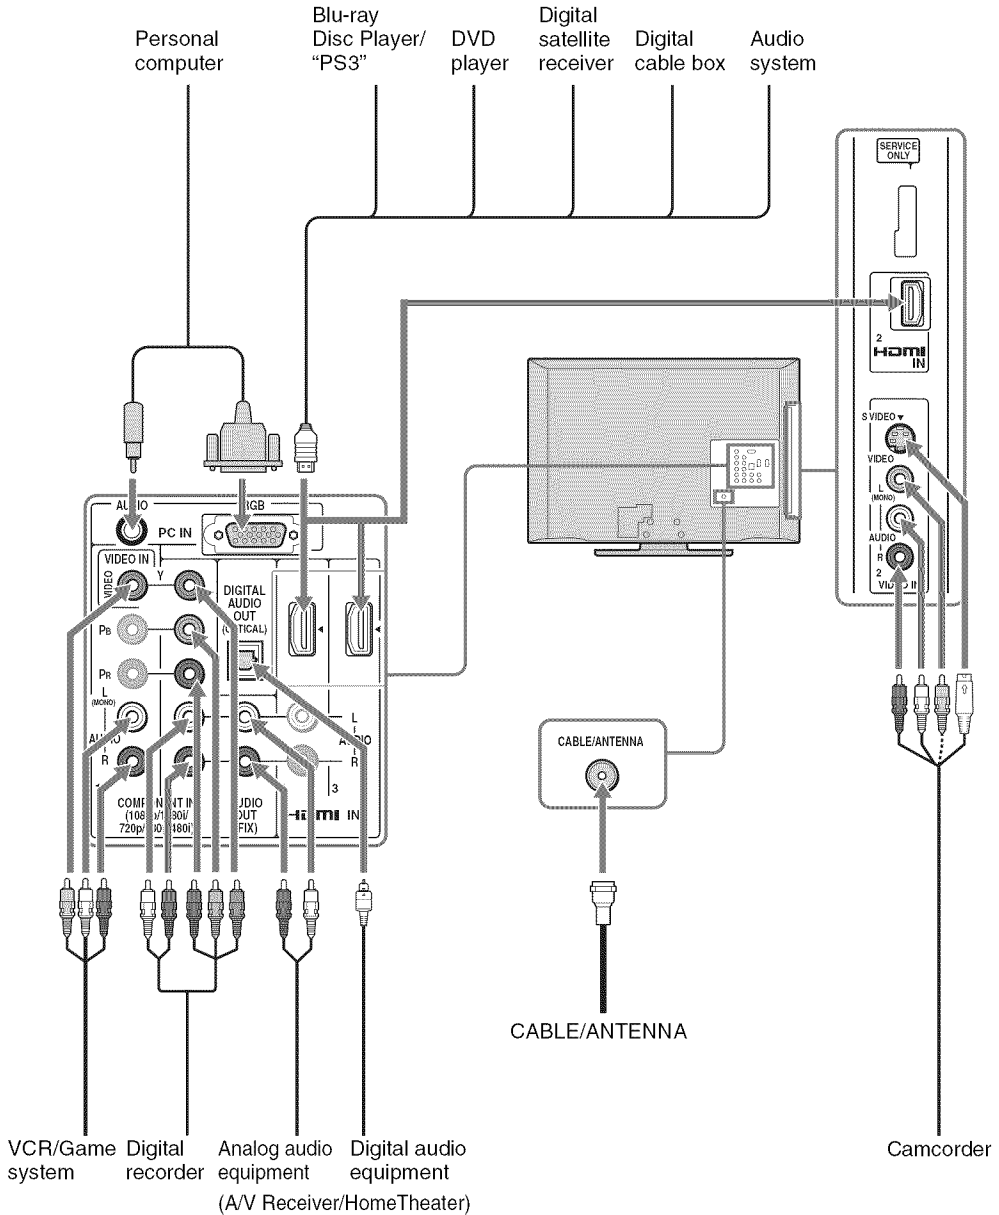 Personal
computer
Blu-ray
Disc Player/
“PS3”
DVD
player
Digital
satellite
receiver
Digital
cable box
Audio
system
SERVICE
ONLY
2
HDMI
IN
S VIDEO
VIDEO
L
(MONO)
AUDIO
R
2
VIDEO IN
PC IN
VIDEO IN
VIDEO
Y
PB
PR
L
(MONO)
R
DIGITAL
AUDIO
OUT
L
R
3
HDMI IN
CABLE/ANTENNA
CABLE/ANTENNA
VCR/Game
system
Digital
recorder
Analog audio
equipment
(A/V Receiver/HomeTheater)
Digital audio
equipment
Camcorder